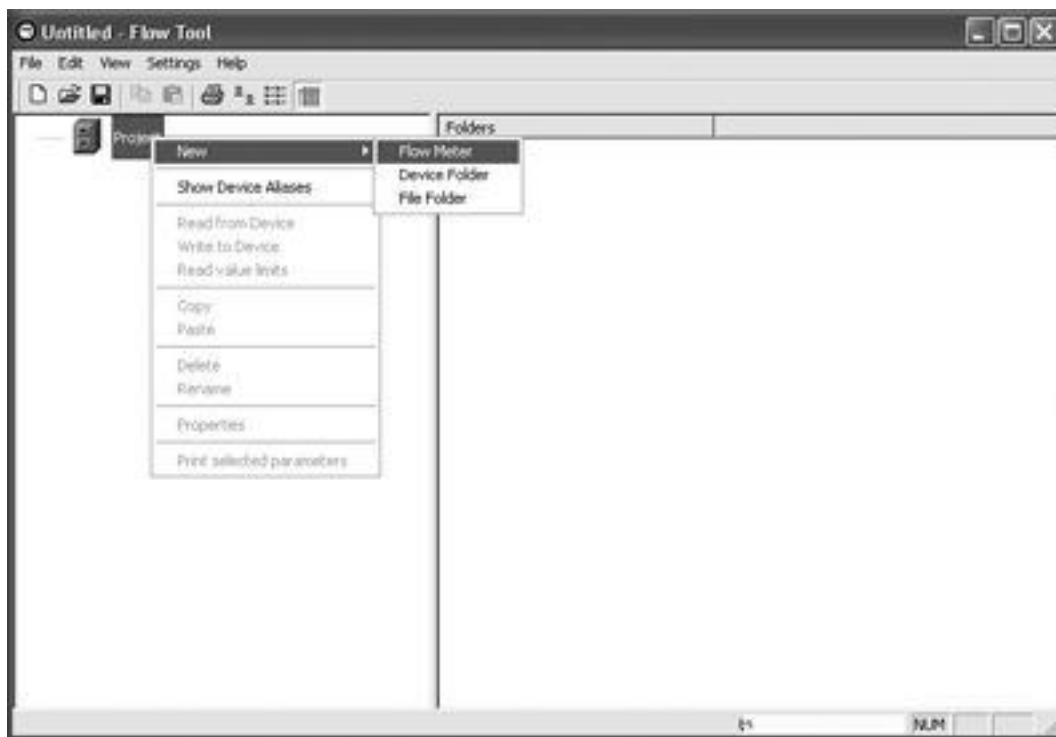 Untitled - Flow Tool
File Edit View Settings Help
Project
Folders
New
Flow Meter
Device Folder
File Folder
Show Device Aliases
Read from Device
Write to Device
Read value limits
Copy
Paste
Delete
Rename
Properties
Print selected parameters
NUM